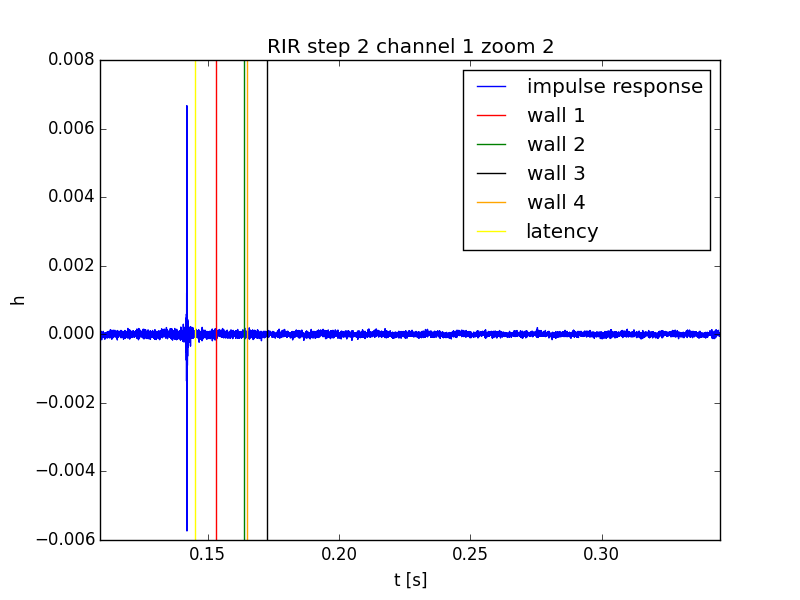 RIR step 2 channel 1 zoom 2
0.008
0.006
0.004
0.002
0.000
−0.002
−0.004
−0.006
h
0.15
0.20
0.25
0.30
t [s]
impulse response
wall 1
wall 2
wall 3
wall 4
latency